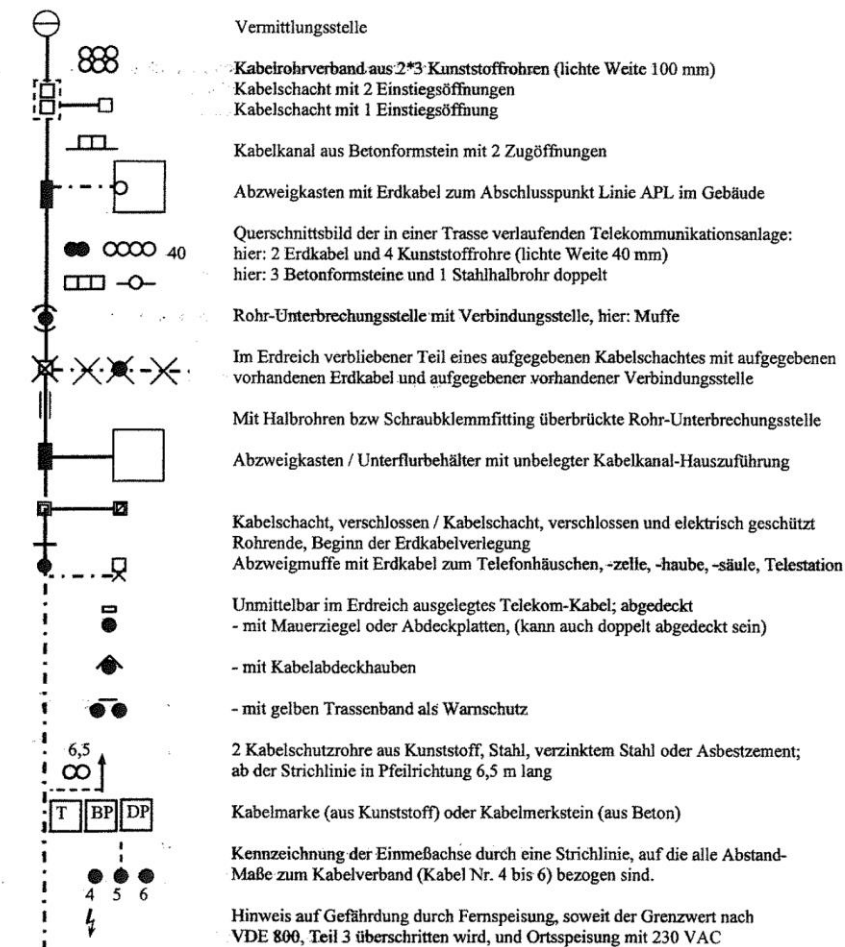 Vermittlungsstelle
Kabelrohrverband aus 2*3 Kunststoffrohren (lichte Weite 100 mm)
Kabelschacht mit 2 Einstiegsöffnungen
Kabelschacht mit 1 Einstiegsöffnung
Kabelkanal aus Betonformstein mit 2 Zugöffnungen
Abzweigkasten mit Erdkabel zum Abschlusspunkt Linie APL im Gebäude
Querschnittsbild der in einer Trasse verlaufenden Telekommunikationsanlage:
40 hier: 2 Erdkabel und 4 Kunststoffrohre (lichte Weite 40 mm)
hier: 3 Betonformsteine und 1 Stahlhalbrohr doppelt
Rohr-Unterbrechungsstelle mit Verbindungsstelle, hier: Muffe
Im Erdreich verbliebener Teil eines aufgegebenen Kabelschachtes mit aufgegebenen
vorhandenen Erdkabel und aufgegebener vorhandener Verbindungsstelle
Mit Halbrohren bzw Schraubklemmfitting überbrückte Rohr-Unterbrechungsstelle
Abzweigkasten / Unterflurbehälter mit unbelegter Kabelkanal-Hauszuführung
Kabelschacht, verschlossen / Kabelschacht, verschlossen und elektrisch geschützt
Rohrende, Beginn der Erdkabelverlegung
Abzweigmuffe mit Erdkabel zum Telefonhäuschen, -zelle, -haube, -säule, Telestation
Unmittelbar im Erdreich ausgelegtes Telekom-Kabel; abgedeckt
- mit Mauerziegel oder Abdeckplatten, (kann auch doppelt abgedeckt sein)
- mit Kabelabdeckhauben
- mit gelben Trassenband als Warnschutz
6,5 2 Kabelschutzrohre aus Kunststoff, Stahl, verzinktem Stahl oder Asbestzement;
ab der Strichlinie in Pfeilrichtung 6,5 m lang
T BP DP Kabelmarke (aus Kunststoff) oder Kabelmerkstein (aus Beton)
Kennzeichnung der Einmeßachse durch eine Strichlinie, auf die alle Abstand-
Maße zum Kabelverband (Kabel Nr. 4 bis 6) bezogen sind.
4 5 6
Hinweis auf Gefährdung durch Fernspeisung, soweit der Grenzwert nach
VDE 800, Teil 3 überschritten wird, und Ortsspeisung mit 230 VAC